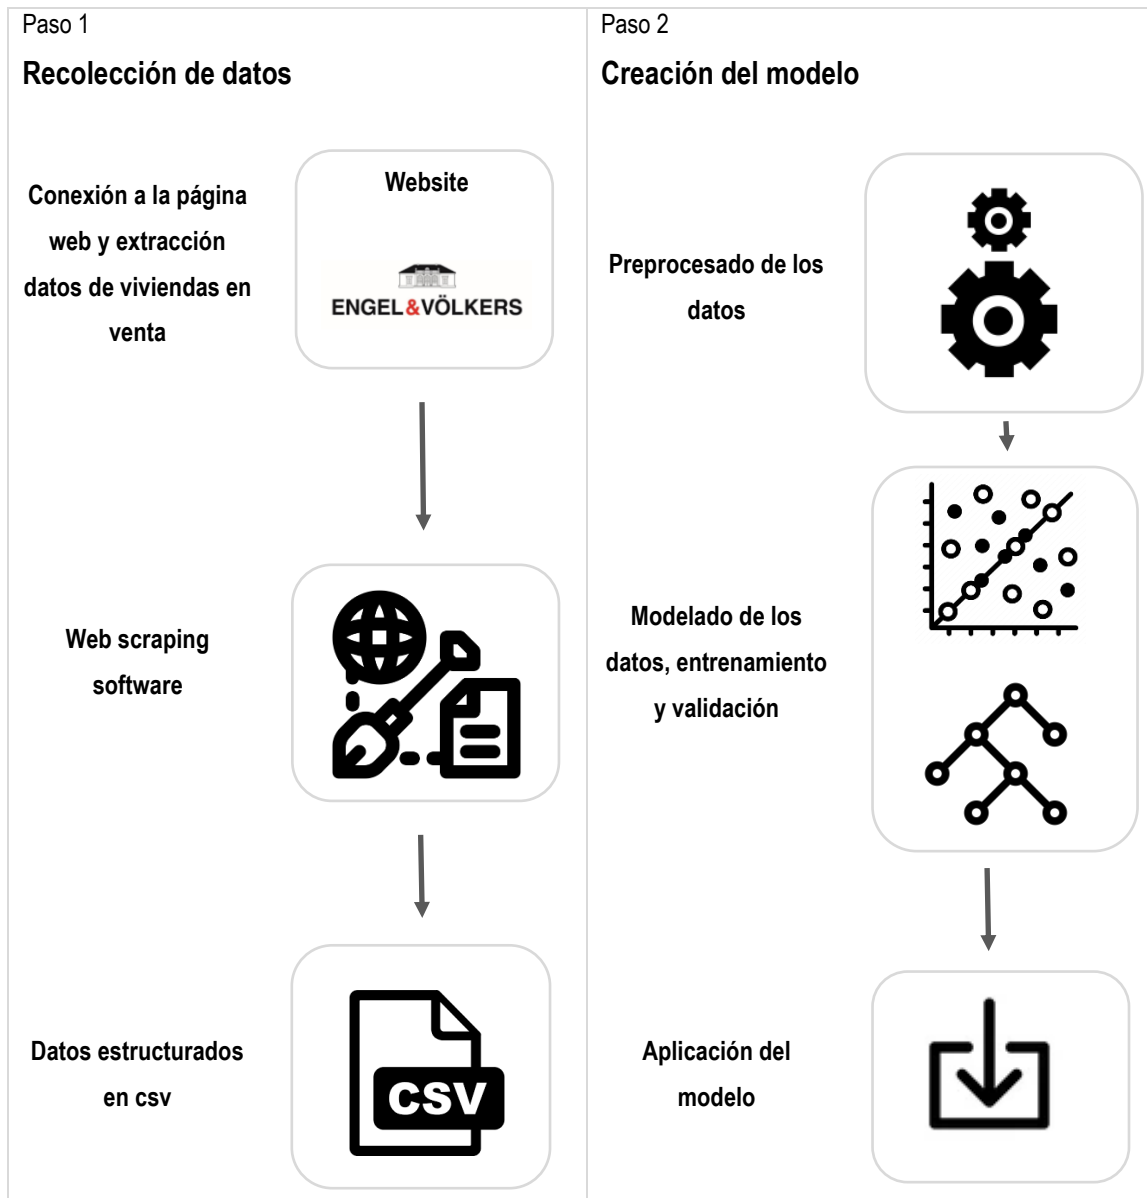 Paso 1
Recolección de datos
Conexión a la página
web y extracción
datos de viviendas en
venta
Website
ENGEL&VÖLKERS
Web scraping
software
Datos estructurados
en csv
CSV
Paso 2
Creación del modelo
Preprocesado de los
datos
Modelado de los
datos, entrenamiento
y validación
Aplicación del
modelo